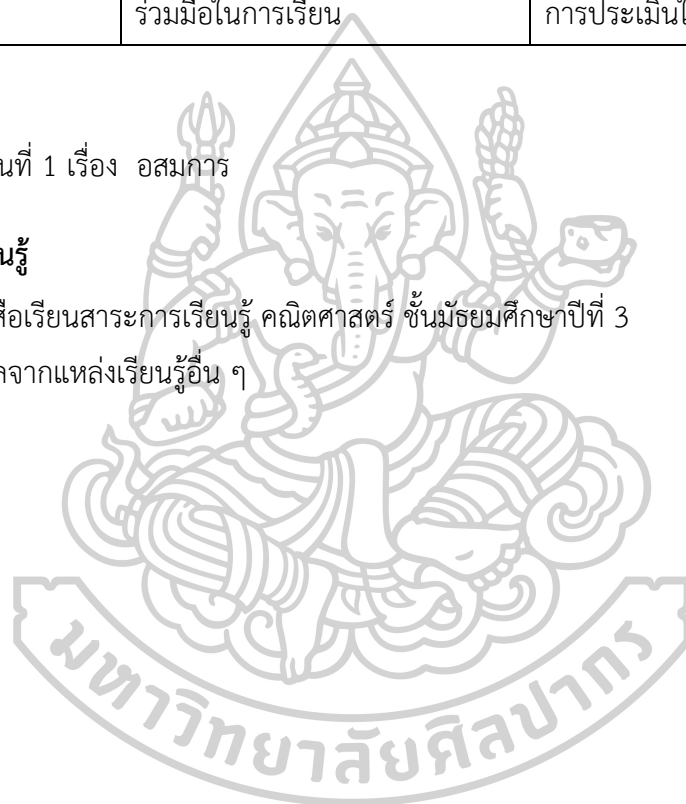 ร่วมมือในการเรียน การประเมิน
นที่ 1 เรื่อง อสมการ
นรู้
สือเรียนสาระการเรียนรู้ คณิตศาสตร์ ชั้นมัธยมศึกษาปีที่ 3
ลจากแหล่งเรียนรู้อื่น ๆ
มหาวิทยาลัยศิลปากร